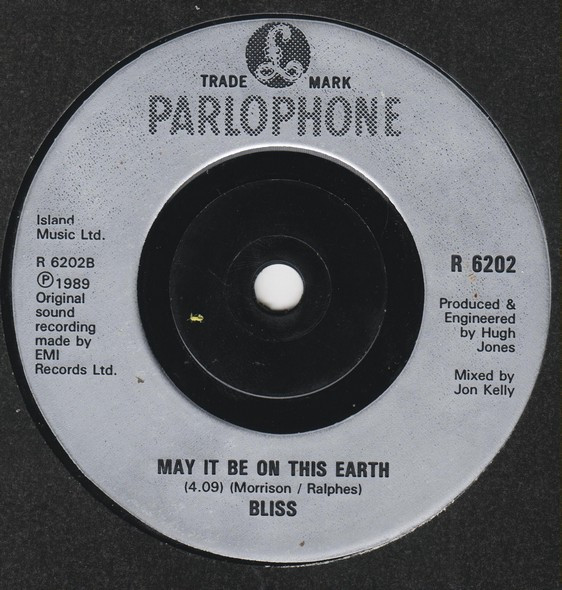 £
TRADE MARK
PARLOPHONE
Island
Music Ltd.
R 6202B
Ⓟ1989
Original
sound
recording
made by
EMI
Records Ltd.
R 6202
Produced &
Engineered
by Hugh
Jones
Mixed by
Jon Kelly
MAY IT BE ON THIS EARTH
(4.09) (Morrison / Ralphes)
BLISS